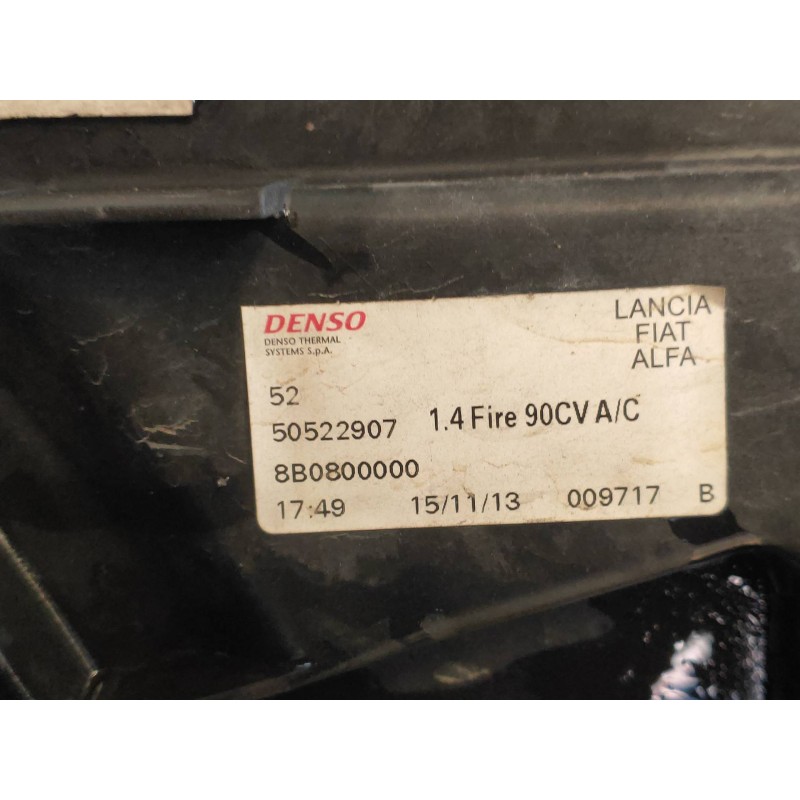 DENSO
DENSO THERMAL
SYSTEMS S.p.A.
LANCIA
FIAT
ALFA
52
50522907 1.4 Fire 90CV A/C
8B0800000
17:49 15/11/13 009717 B